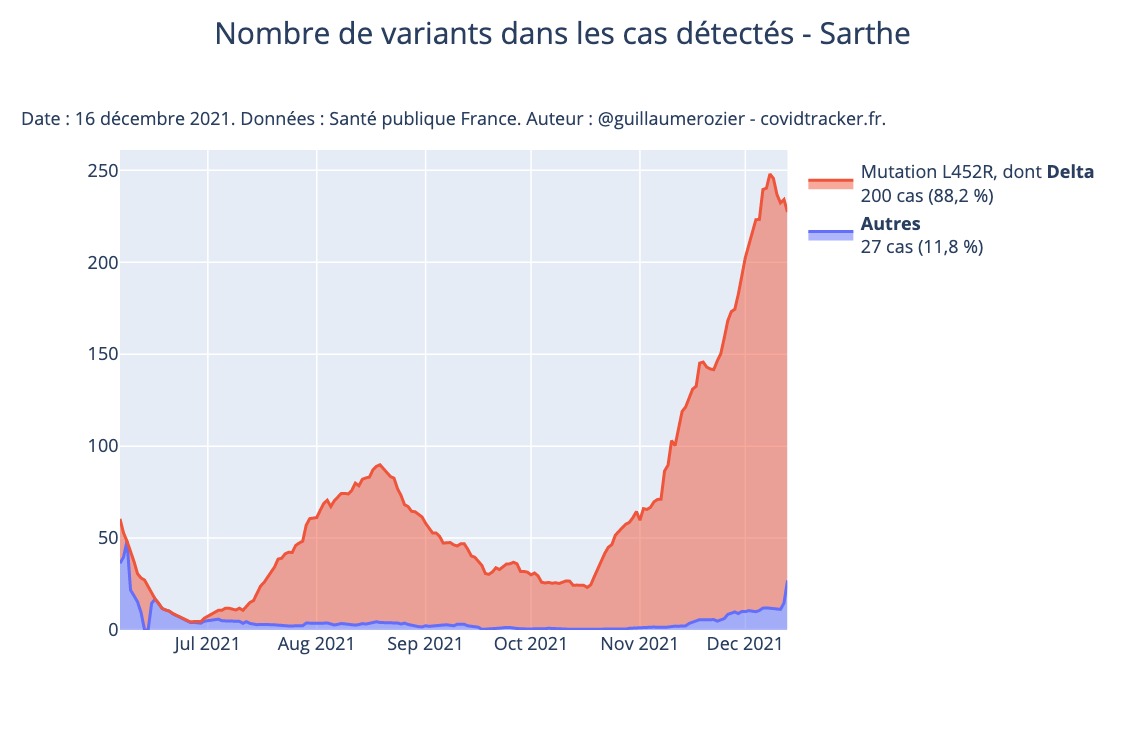 Nombre de variants dans les cas détectés - Sarthe
Date : 16 décembre 2021. Données : Santé publique France. Auteur : @guillaumerozier - covidtracker.fr.
Mutation L452R, dont Delta
200 cas (88,2 %)
Autres
27 cas (11,8 %)
250
200
150
100
50
0
Jul 2021
Aug 2021
Sep 2021
Oct 2021
Nov 2021
Dec 2021